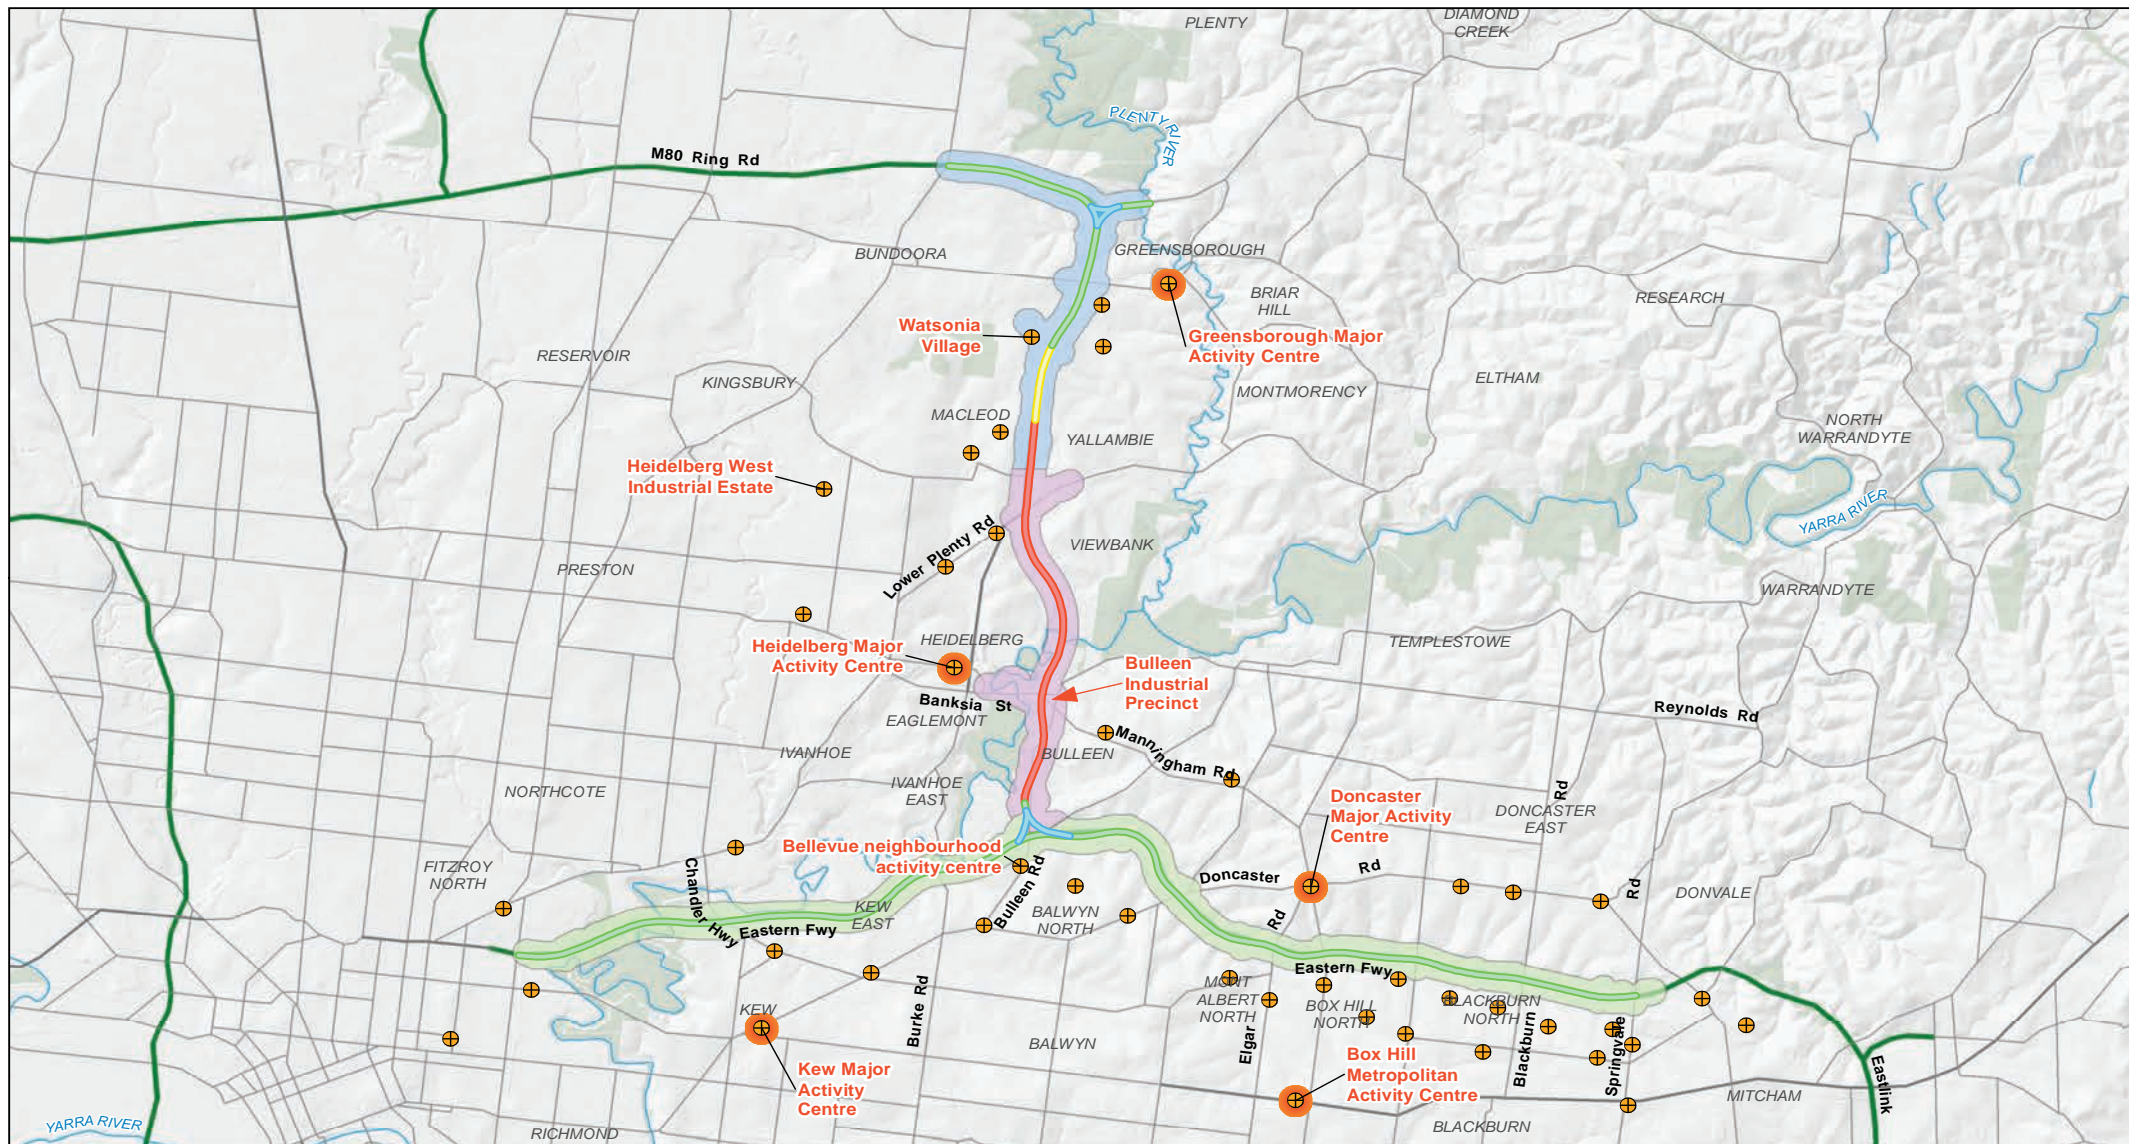 PLENTY
DIAMOND
CREEK
PLENTY RIVER
M80 Ring Rd
BUNDOORA
GREENSBOROUGH
BRIAR
HILL
RESEARCH
Watsonia
Village
Greensborough Major
Activity Centre
RESERVOIR
KINGSBURY
MONTMORENCY
ELTHAM
MACLEOD
YALLAMBIE
NORTH
WARRANDYTE
Heidelberg West
Industrial Estate
YARRA RIVER
Lower Plenty Rd
VIEWBANK
PRESTON
WARRANDYTE
HEIDELBERG
TEMPLESTOWE
Heidelberg Major
Activity Centre
Bulleen
Industrial
Precinct
Banksia St
EAGLEMONT
Reynolds Rd
IVANHOE
BULLEEN
Manningham Rd
IVANHOE
EAST
NORTHCOTE
Rd
Doncaster
Major Activity
Centre
DONCASTER
EAST
Bellevue neighbourhood
activity centre
FITZROY
NORTH
Chandler Hwy
Bulleen Rd
Doncaster
Rd
Rd
DONVALE
KEW
EAST
BALWYN
NORTH
Rd
Eastern Fwy
Eastern Fwy
MONT
ALBERT
NORTH
BOX HILL
NORTH
BLACKBURN
NORTH
KEW
Burke Rd
BALWYN
Elgar
Blackburn
Springvale
Kew Major
Activity
Centre
Box Hill
Metropolitan
Activity Centre
Eastlink
MITCHAM
YARRA RIVER
RICHMOND
BLACKBURN